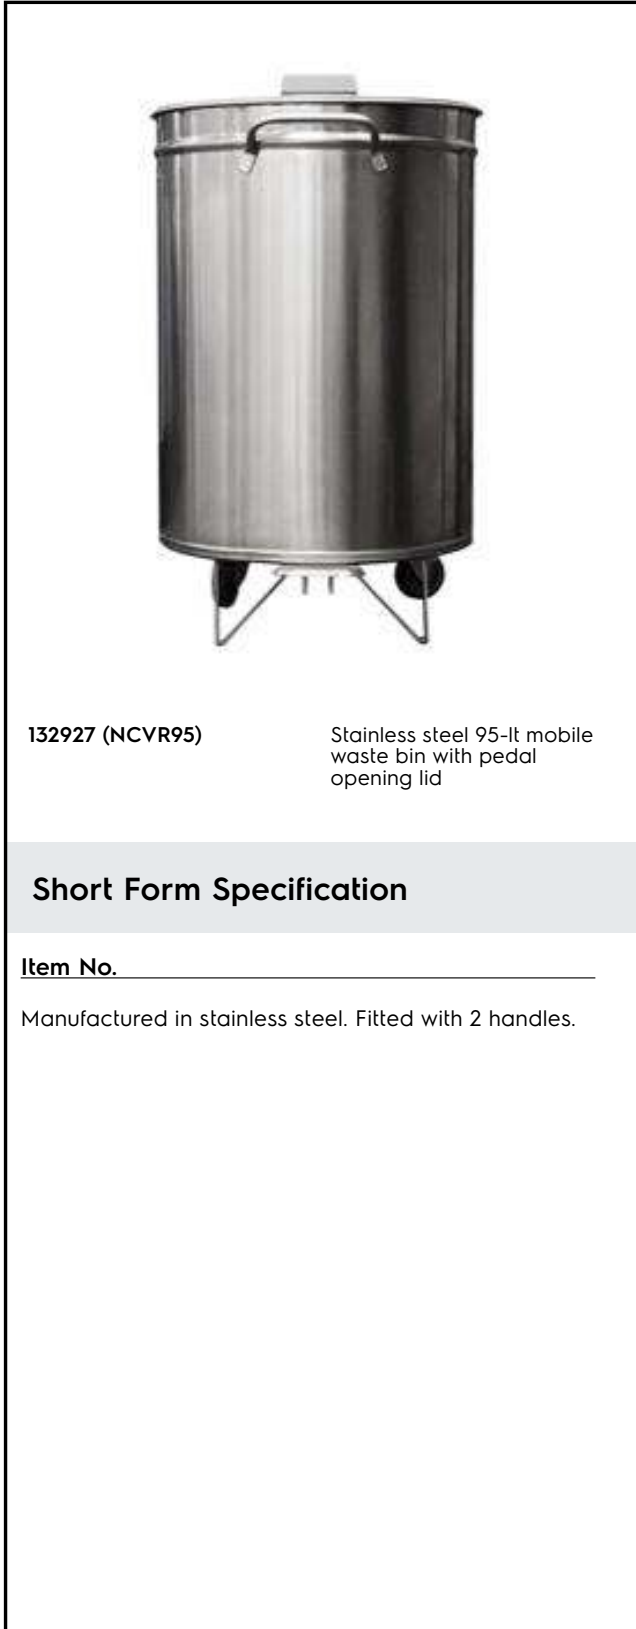 132927 (NCVR95)
Stainless steel 95-lt mobile
waste bin with pedal
opening lid
Short Form Specification
Item No.
Manufactured in stainless steel. Fitted with 2 handles.